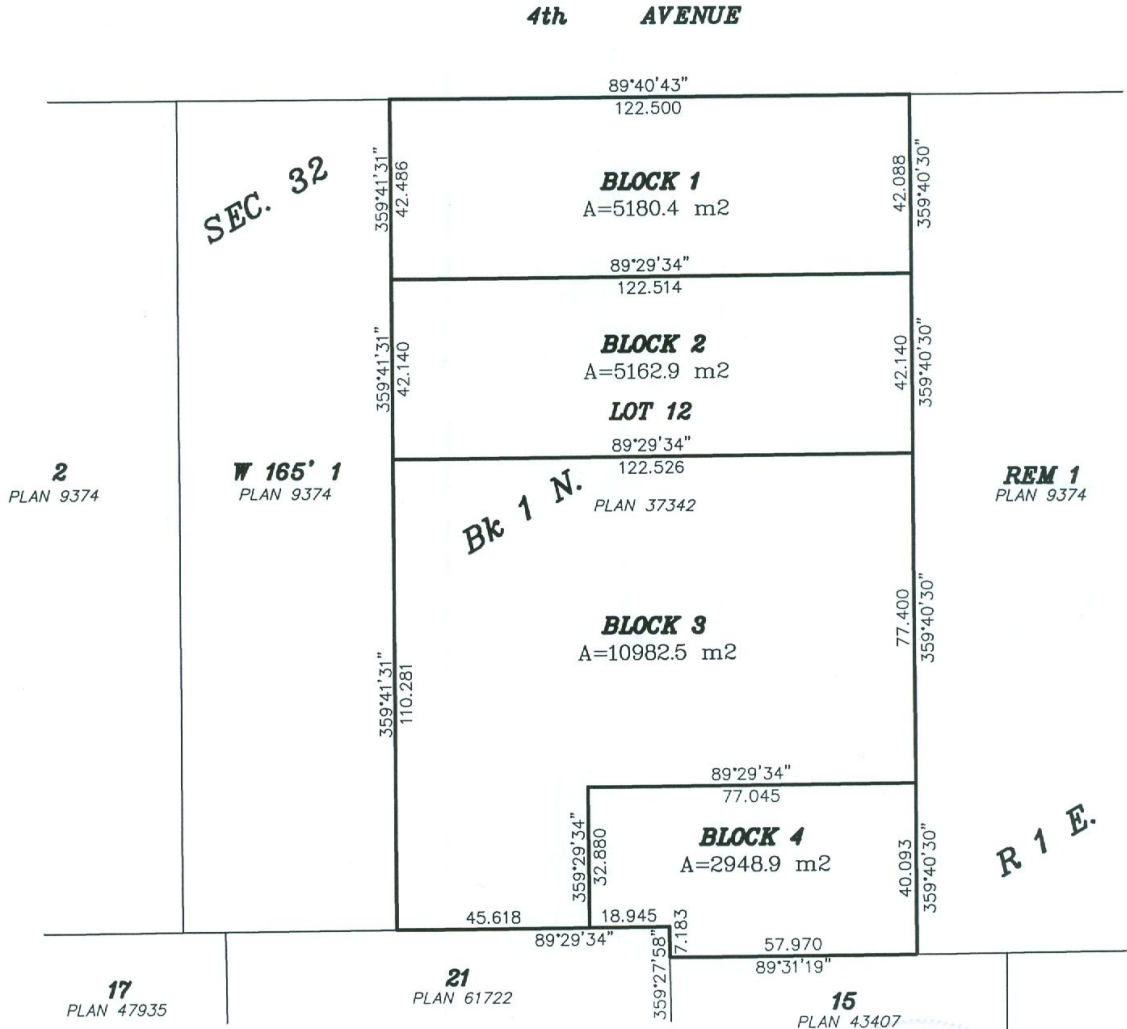 4th AVENUE
89°40'43"
122.500
SEC. 32
359°41'31"
42.486
BLOCK 1
A=5180.4 m2
42.088
359°40'30"
89°29'34"
122.514
359°41'31"
42.140
BLOCK 2
A=5162.9 m2
LOT 12
42.140
359°40'30"
89°29'34"
122.526
2
PLAN 9374
W 165' 1
PLAN 9374
Bk 1 N.
PLAN 37342
REM 1
PLAN 9374
359°41'31"
110.281
BLOCK 3
A=10982.5 m2
77.400
359°40'30"
89°29'34"
77.045
359°29'34"
32.880
BLOCK 4
A=2948.9 m2
40.093
359°40'30"
R 1 E.
45.618
18.945
89°29'34"
7.183
359°27'58"
57.970
89°31'19"
17
PLAN 47935
21
PLAN 61722
15
PLAN 43407